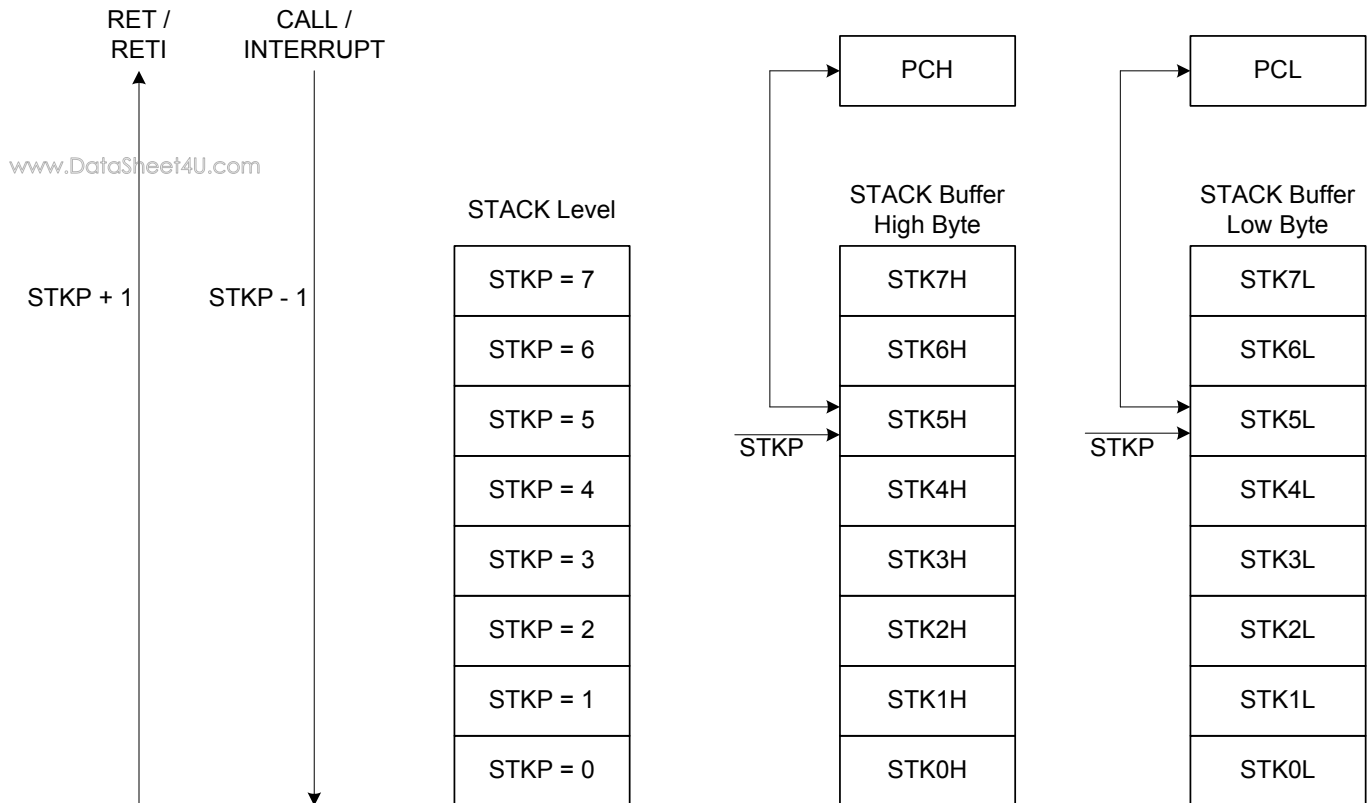 RET /
RETI
CALL /
INTERRUPT
PCH
PCL
www.DataSheet4U.com
STACK Level
STACK Buffer
High Byte
STACK Buffer
Low Byte
STKP + 1
STKP - 1
STKP = 7
STK7H
STK7L
STKP = 6
STK6H
STK6L
STKP = 5
STK5H
STK5L
STKP
STKP
STKP = 4
STK4H
STK4L
STKP = 3
STK3H
STK3L
STKP = 2
STK2H
STK2L
STKP = 1
STK1H
STK1L
STKP = 0
STK0H
STK0L